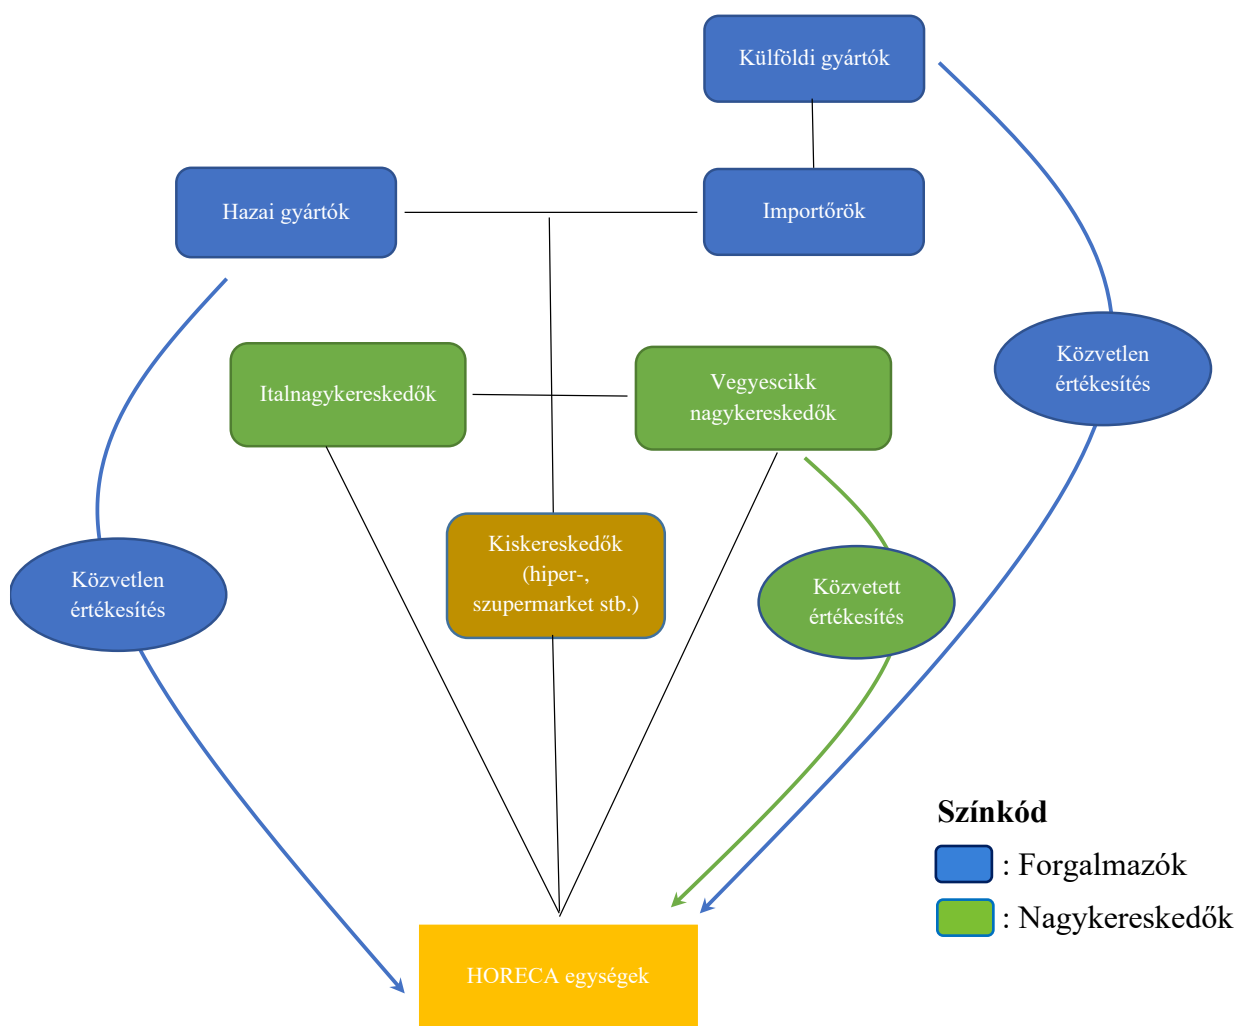 Külföldi gyártók
Hazai gyártók
Importőrök
Közvetlen
értékesítés
Italnagykereskedők
Vegyescikk
nagykereskedők
Kiskereskedők
(hiper-,
szupermarket stb.)
Közvetlen
értékesítés
Közvetett
értékesítés
Színkód
: Forgalmazók
: Nagykereskedők
HORECA egységek